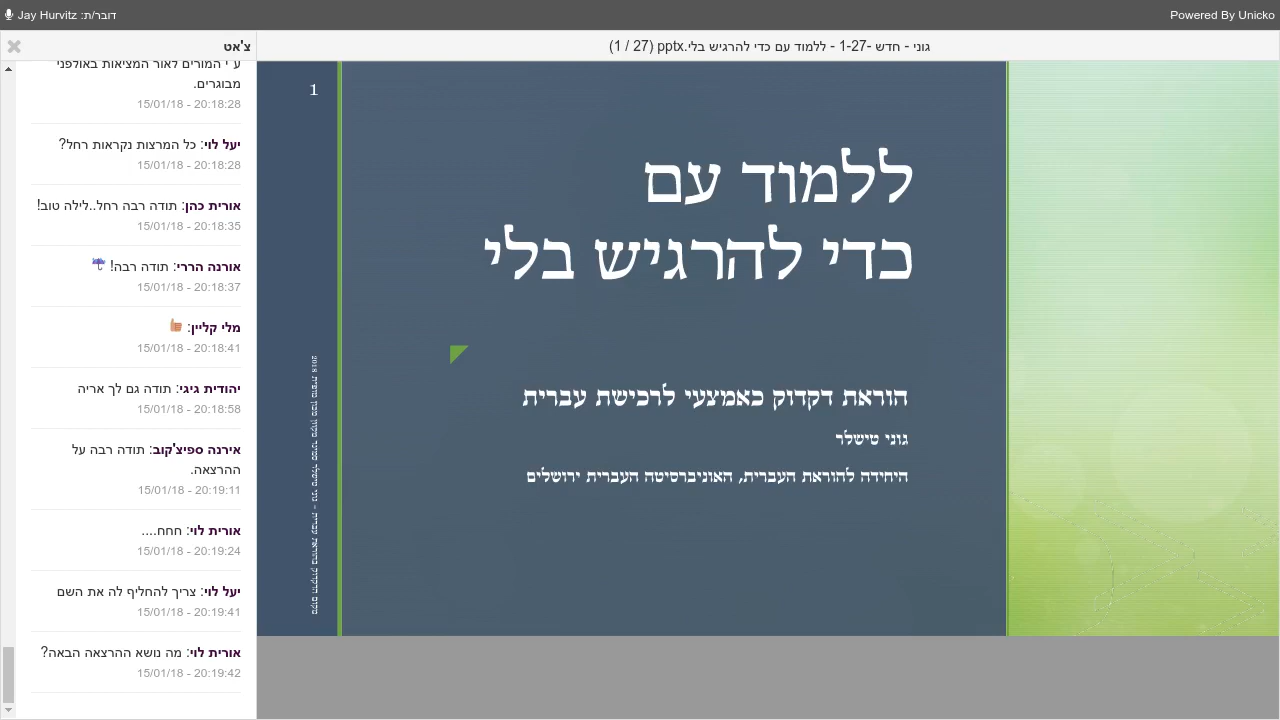 דובר/ת: Jay Hurvitz
Powered By Unicko
צ'אט
גוני - חדש -1-27 - ללמוד עם כדי להרגיש בלי.pptx (1 / 27)
ע"י המורים לאור המציאות באולפני
מבוגרים.
15/01/18 - 20:18:28
יעל לוי: כל המרצות נקראות רחל?
15/01/18 - 20:18:28
אורית כהן: תודה רבה רחל..לילה טוב!
15/01/18 - 20:18:35
אורנה הררי: תודה רבה!
15/01/18 - 20:18:37
מלי קליין:
15/01/18 - 20:18:41
יהודית גיגי: תודה גם לך אריה
15/01/18 - 20:18:58
אירנה ספיצ'קוב: תודה רבה על
ההרצאה.
15/01/18 - 20:19:11
אורית לוי: חחח....
15/01/18 - 20:19:24
יעל לוי: צריך להחליף לה את השם
15/01/18 - 20:19:41
אורית לוי: מה נושא ההרצאה הבאה?
15/01/18 - 20:19:42
1
ללמוד עם
כדי להרגיש בלי
הוראת דקדוק כאמצעי לרכישת עברית
גוני טישלר
היחידה להוראת העברית, האוניברסיטה העברית ירושלים